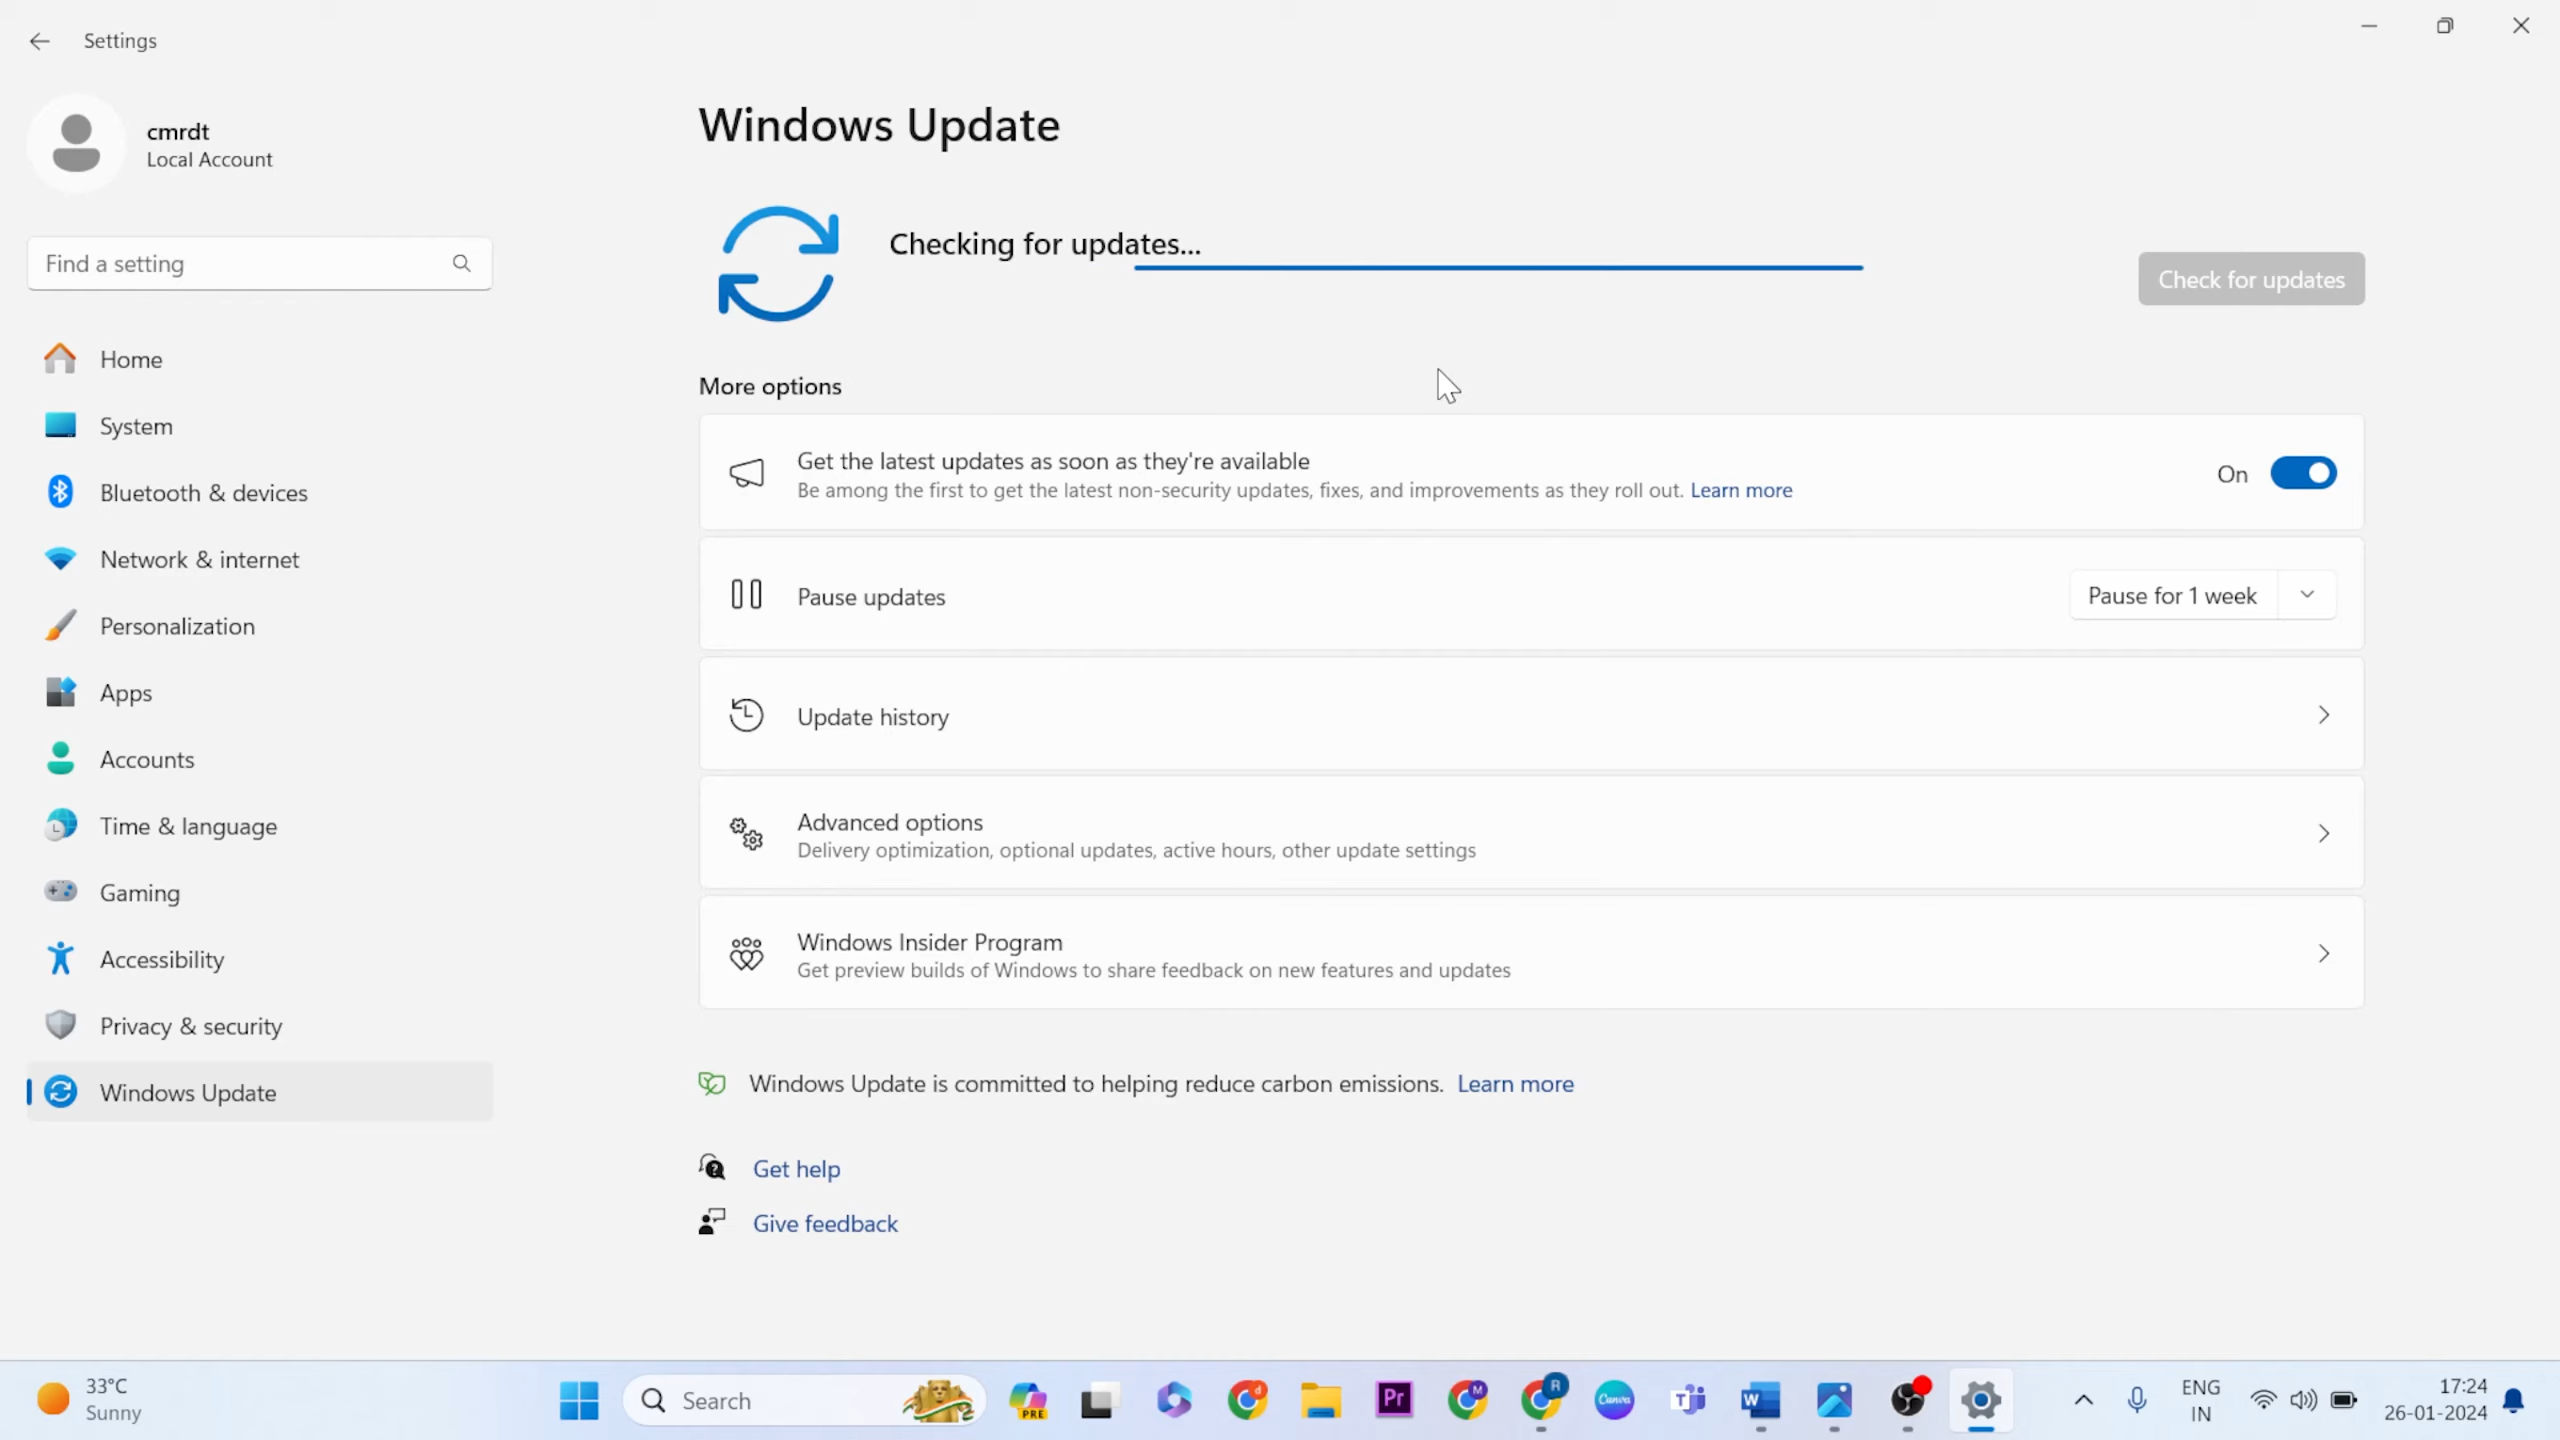 Settings
cmrdt
Local Account
Find a setting
Home
System
Bluetooth & devices
Network & internet
Personalization
Apps
Accounts
Time & language
Gaming
Accessibility
Privacy & security
Windows Update
Windows Update
Checking for updates...
Check for updates
More options
Get the latest updates as soon as they're available
Be among the first to get the latest non-security updates, fixes, and improvements as they roll out. Learn more
On
Pause updates
Pause for 1 week
Update history
Advanced options
Delivery optimization, optional updates, active hours, other update settings
Windows Insider Program
Get preview builds of Windows to share feedback on new features and updates
Windows Update is committed to helping reduce carbon emissions. Learn more
Get help
Give feedback
33°C
Sunny
Search
PRE
d
Pr
M
R
Canva
T
W
ENG
IN
17:24
26-01-2024